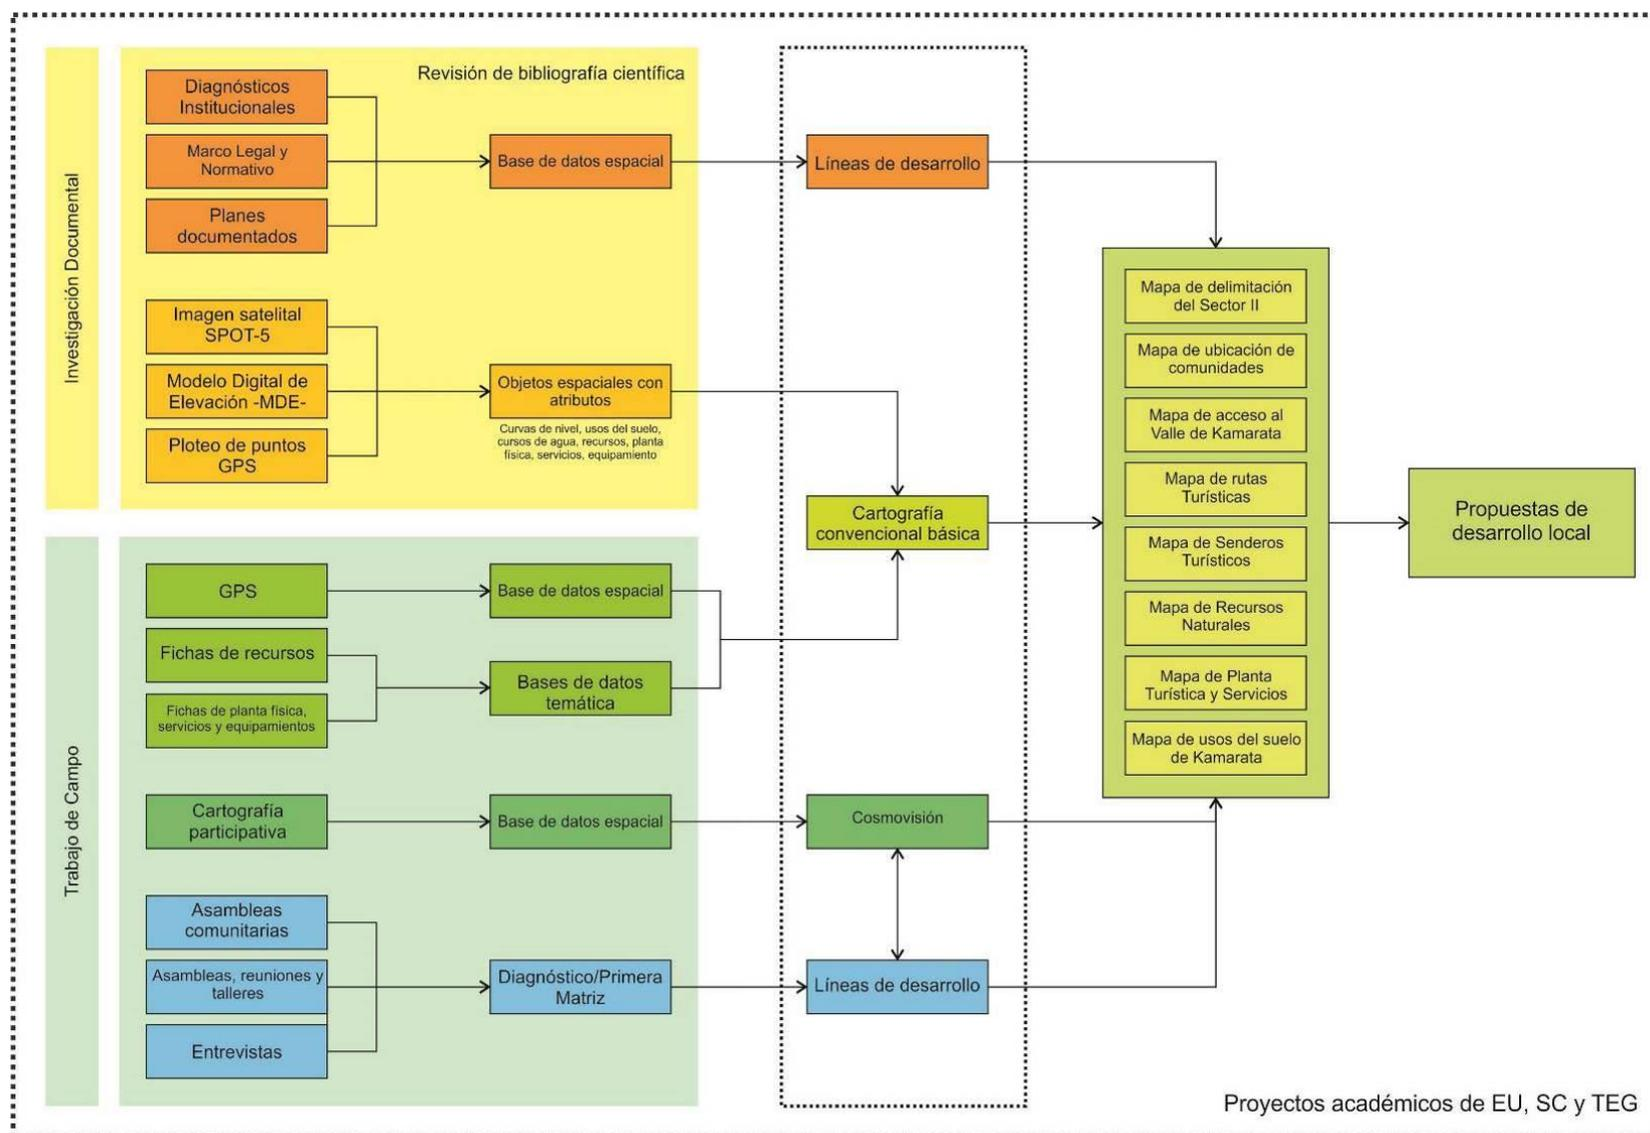 Investigación Documental
Revisión de bibliografía científica
Diagnósticos
Institucionales
Marco Legal y
Normativo
Planes
documentados
Base de datos espacial
Líneas de desarrollo
Imagen satelital
SPOT-5
Modelo Digital de
Elevación -MDE-
Ploteo de puntos
GPS
Objetos espaciales con
atributos
Curvas de nivel, usos del suelo,
cursos de agua, recursos, planta
física, servicios, equipamiento
Cartografía
convencional básica
Trabajo de Campo
GPS
Base de datos espacial
Fichas de recursos
Fichas de planta física,
servicios y equipamientos
Bases de datos
temática
Cartografía
participativa
Base de datos espacial
Cosmovisión
Asambleas
comunitarias
Asambleas, reuniones y
talleres
Entrevistas
Diagnóstico/Primera
Matriz
Líneas de desarrollo
Mapa de delimitación
del Sector II
Mapa de ubicación de
comunidades
Mapa de acceso al
Valle de Kamarata
Mapa de rutas
Turísticas
Mapa de Senderos
Turísticos
Mapa de Recursos
Naturales
Mapa de Planta
Turística y Servicios
Mapa de usos del suelo
de Kamarata
Propuestas de
desarrollo local
Proyectos académicos de EU, SC y TEG